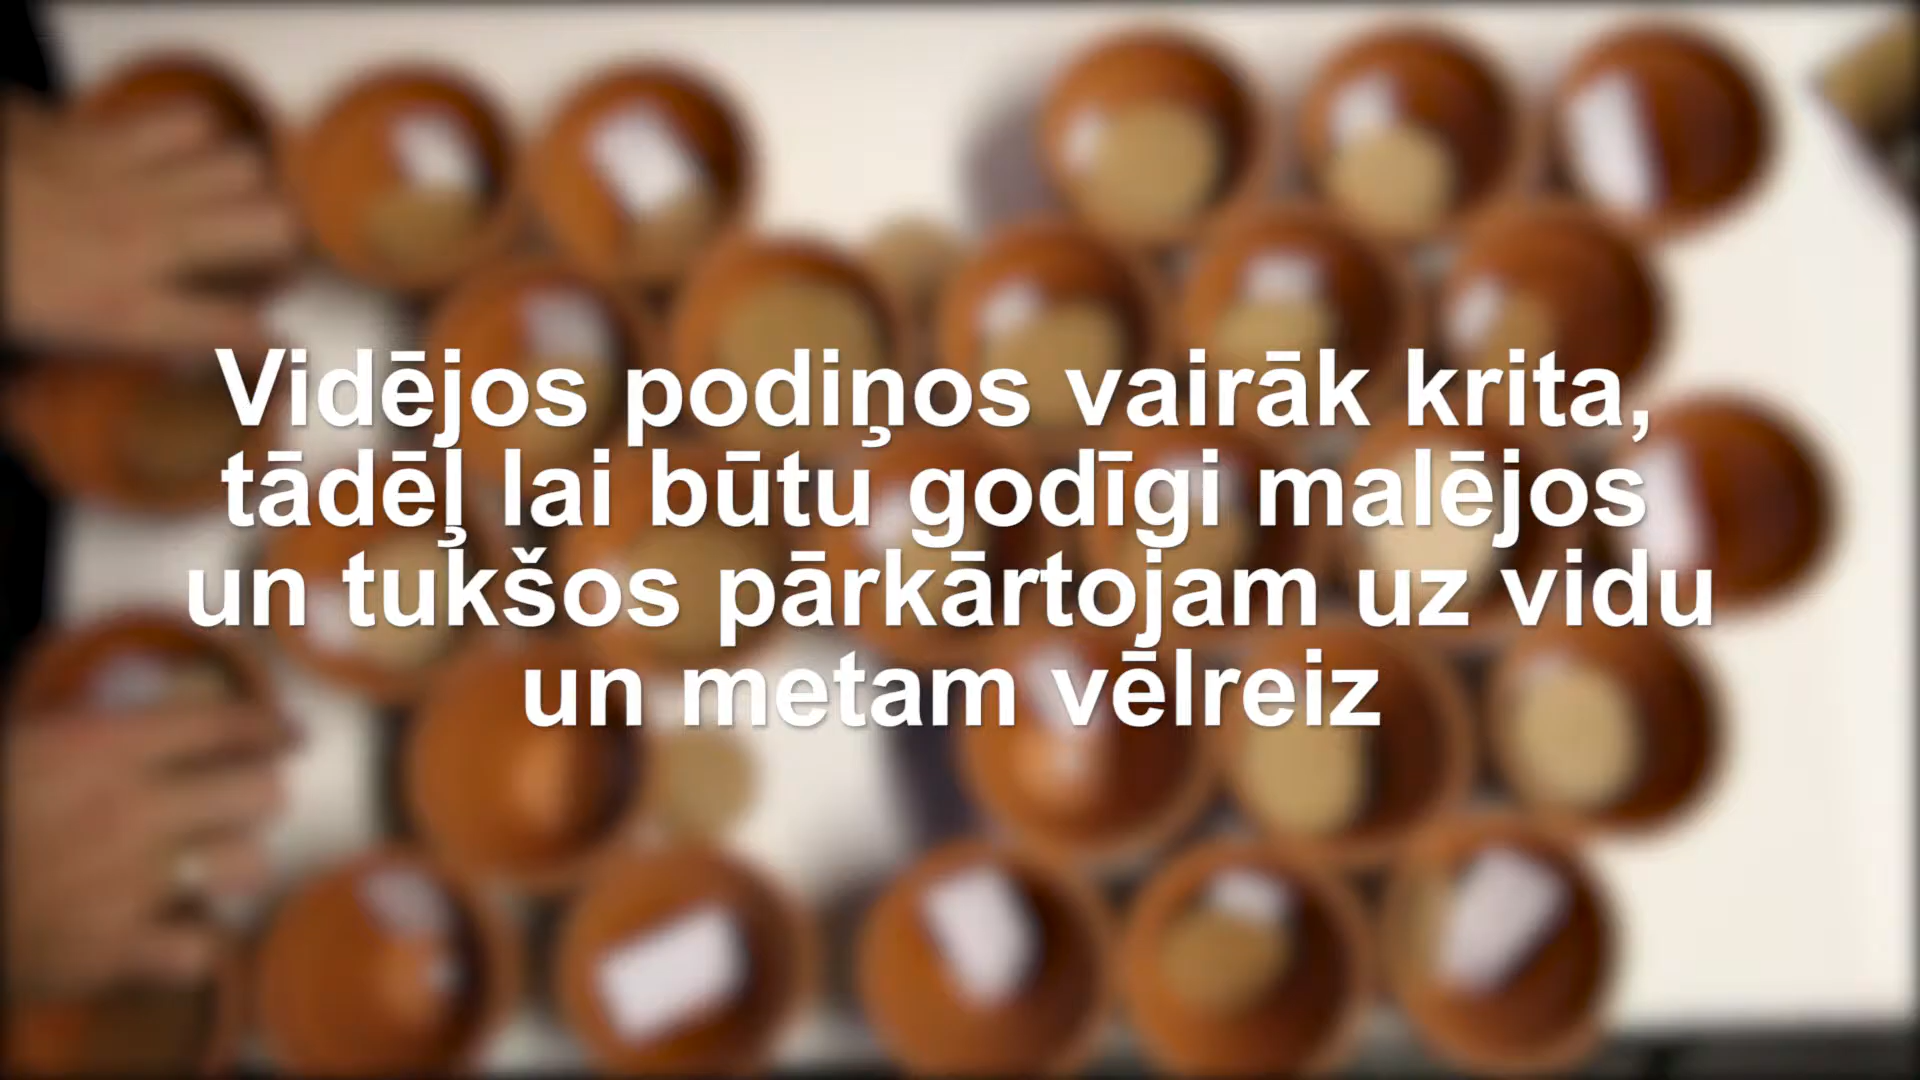 Vidējos podiņos vairāk krita,
tādēļ lai būtu godīgi malējos
un tukšos pārkārtojam uz vidu
un metam vēlreiz